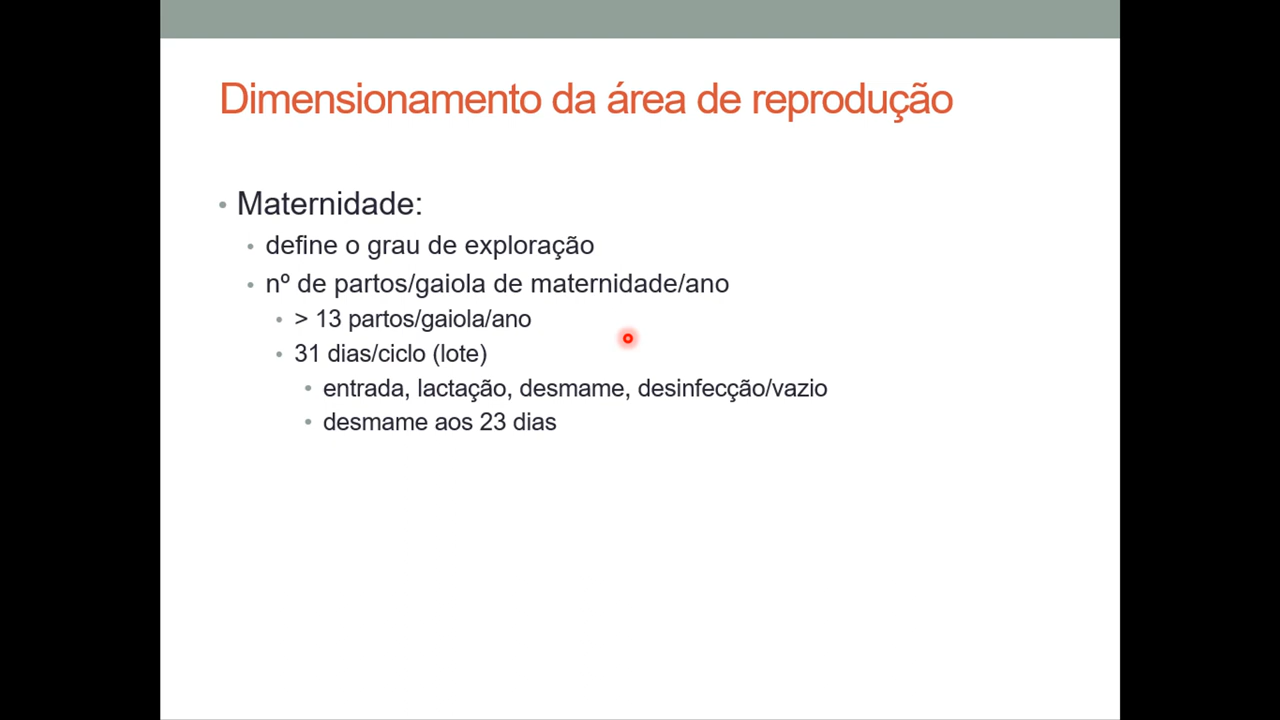 Dimensionamento da área de reprodução
• Maternidade:
• define o grau de exploração
• nº de partos/gaiola de maternidade/ano
• > 13 partos/gaiola/ano
• 31 dias/ciclo (lote)
• entrada, lactação, desmame, desinfecção/vazio
• desmame aos 23 dias